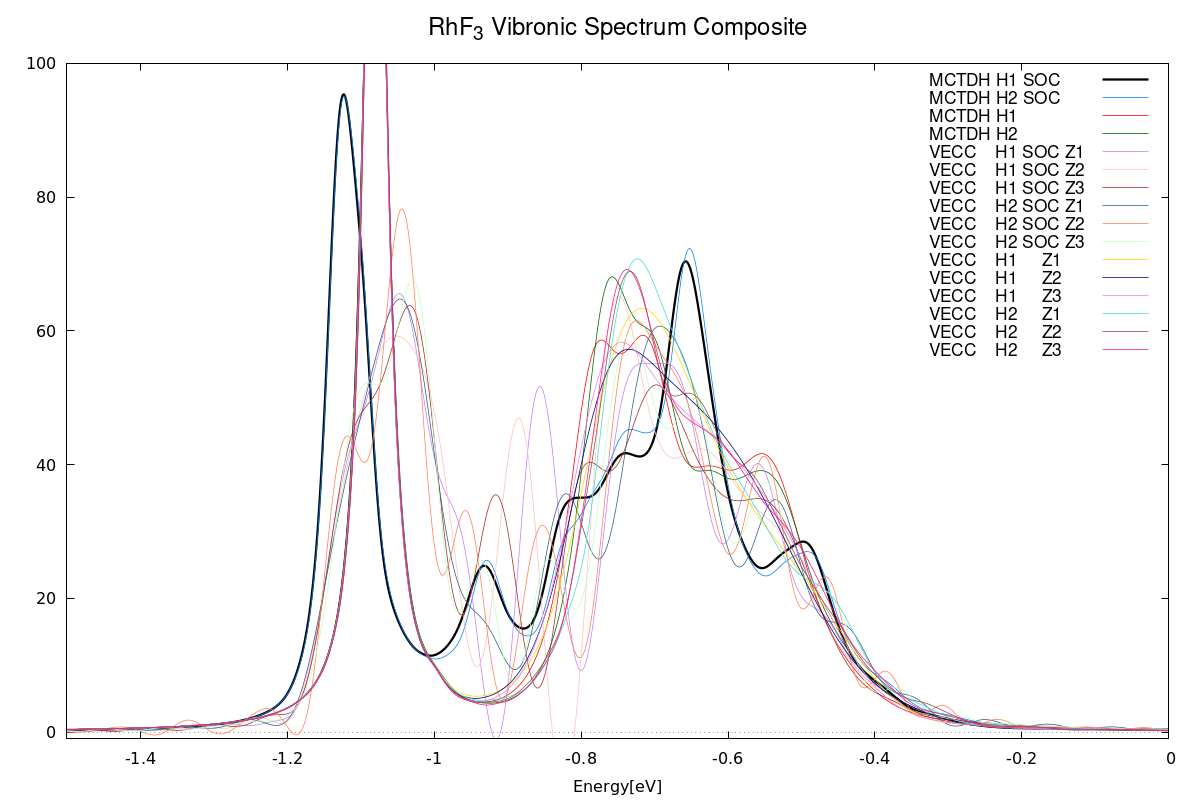 RhF3 Vibronic Spectrum Composite
100
80
60
40
20
0
MCTDH H1 SOC
MCTDH H2 SOC
MCTDH H1
MCTDH H2
VECC H1 SOC Z1
VECC H1 SOC Z2
VECC H1 SOC Z3
VECC H2 SOC Z1
VECC H2 SOC Z2
VECC H2 SOC Z3
VECC H1 Z1
VECC H1 Z2
VECC H1 Z3
VECC H2 Z1
VECC H2 Z2
VECC H2 Z3
-1.4 -1.2 -1 -0.8 -0.6 -0.4 -0.2 0
Energy[eV]